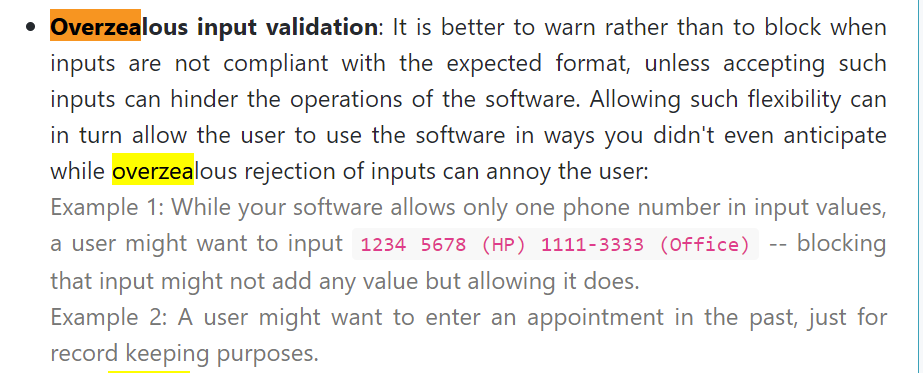 Overzealous input validation: It is better to warn rather than to block when
inputs are not compliant with the expected format, unless accepting such
inputs can hinder the operations of the software. Allowing such flexibility can
in turn allow the user to use the software in ways you didn't even anticipate
while overzealous rejection of inputs can annoy the user:
Example 1: While your software allows only one phone number in input values,
a user might want to input 1234 5678 (HP) 1111-3333 (Office) -- blocking
that input might not add any value but allowing it does.
Example 2: A user might want to enter an appointment in the past, just for
record keeping purposes.